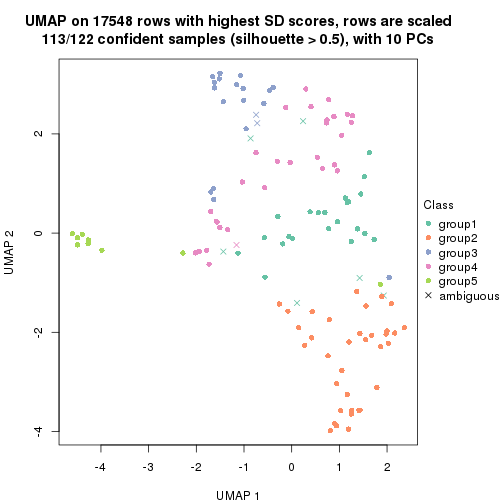 UMAP on 17548 rows with highest SD scores, rows are scaled
113/122 confident samples (silhouette > 0.5), with 10 PCs
UMAP 2
2
0
-2
-4
-4
-3
-2
-1
0
1
2
UMAP 1
Class
group1
group2
group3
group4
group5
ambiguous